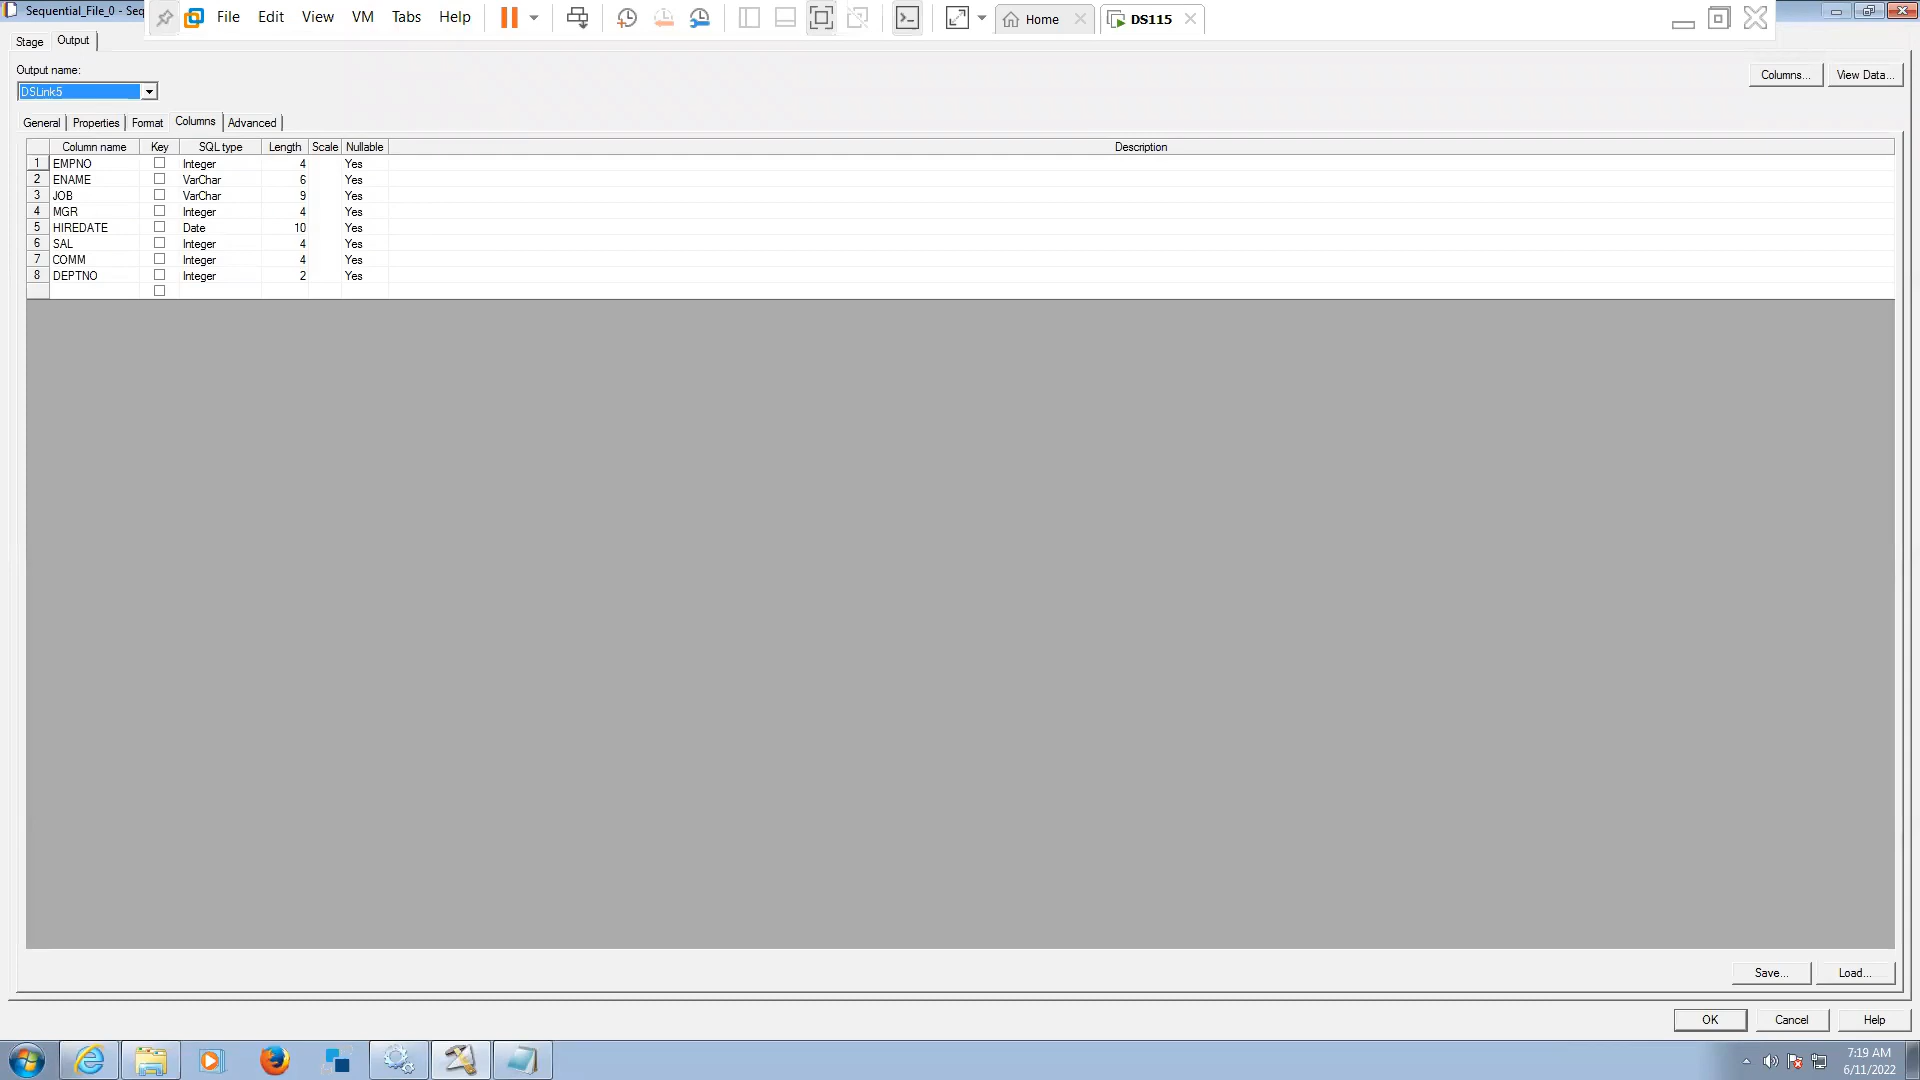 Sequential_File_0 - Seq File Edit View VM Tabs Help Home DS115
Stage Output
Output name:
DSLink5
Columns... View Data...
General Properties Format Columns Advanced
Column name Key SQL type Length Scale Nullable Description
1 EMPNO Integer 4 Yes
2 ENAME VarChar 6 Yes
3 JOB VarChar 9 Yes
4 MGR Integer 4 Yes
5 HIREDATE Date 10 Yes
6 SAL Integer 4 Yes
7 COMM Integer 4 Yes
8 DEPTNO Integer 2 Yes
Save... Load...
OK Cancel Help
7:19 AM
6/11/2022